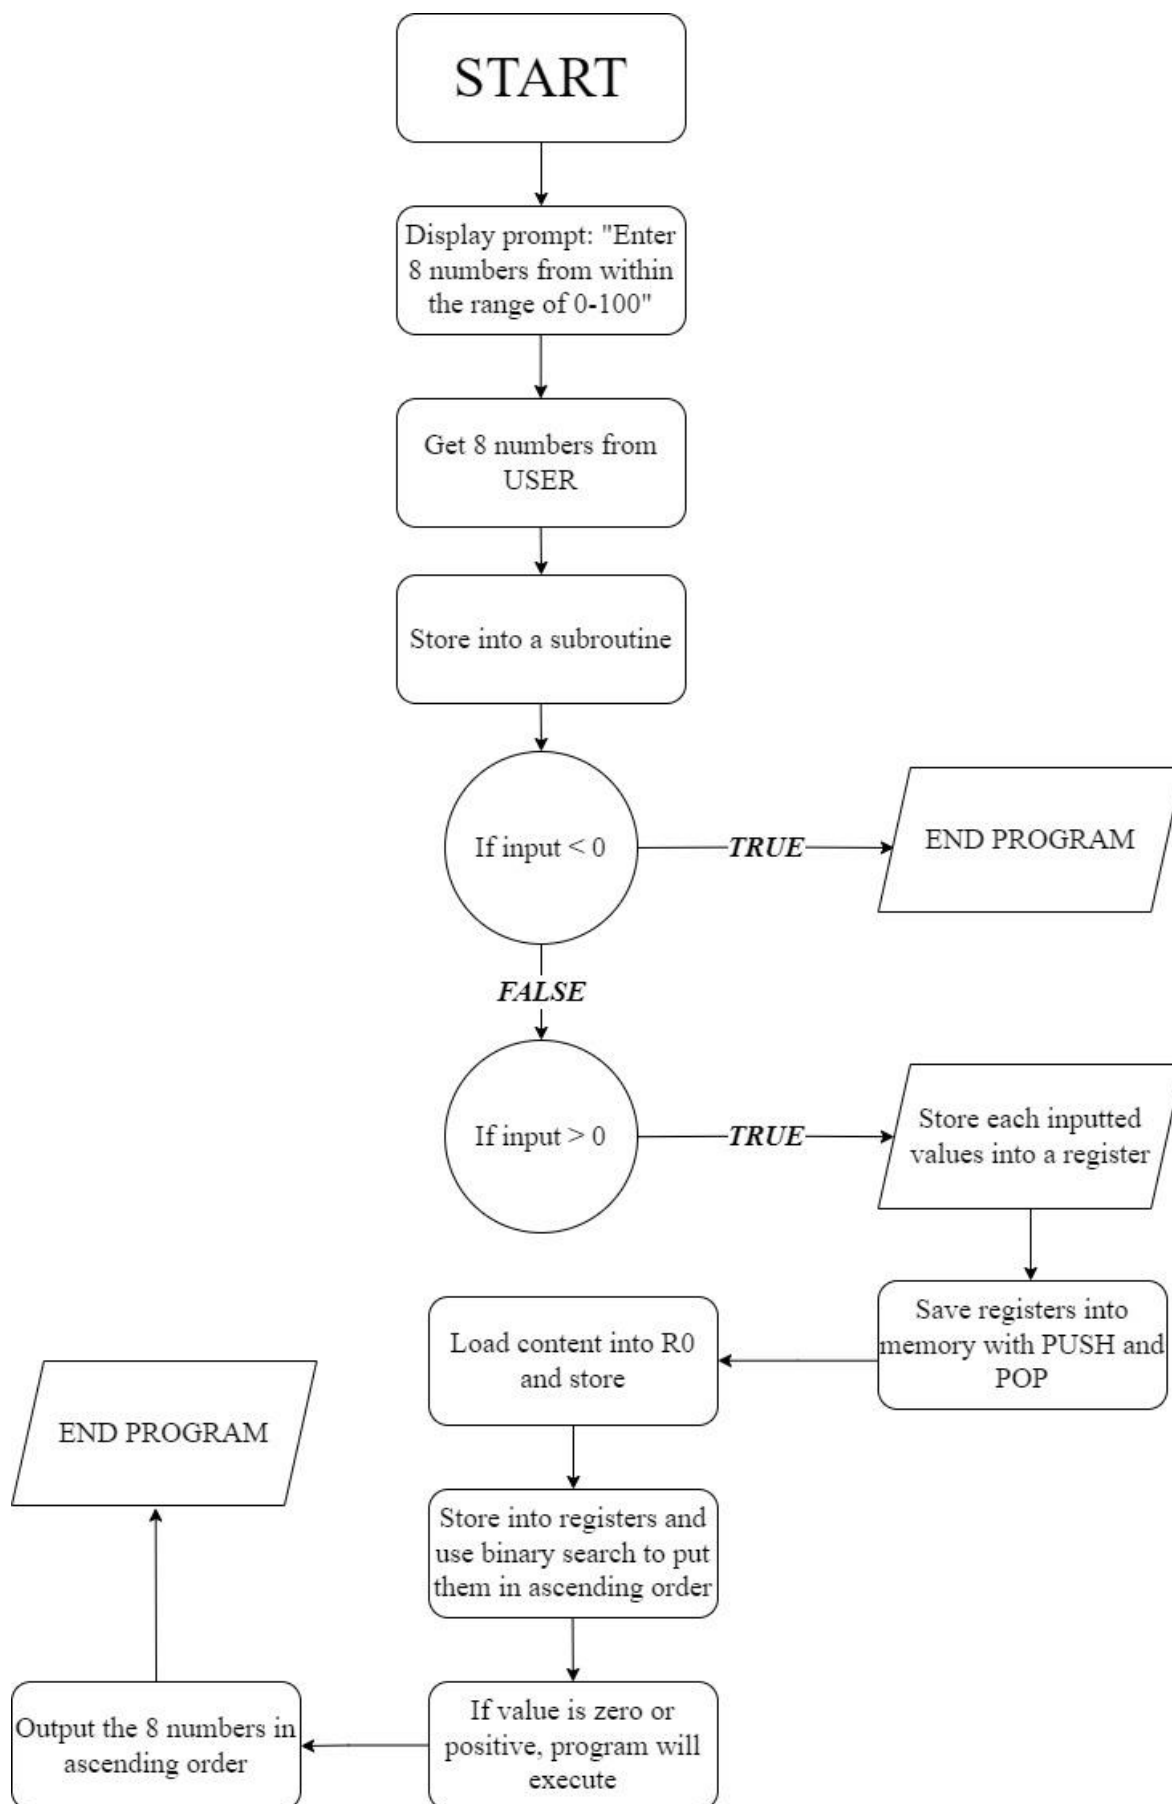 START
Display prompt: "Enter
8 numbers from within
the range of 0-100"
Get 8 numbers from
USER
Store into a subroutine
If input < 0
TRUE
END PROGRAM
FALSE
If input > 0
TRUE
Store each inputted
values into a register
Save registers into
memory with PUSH and
POP
Load content into R0
and store
Store into registers and
use binary search to put
them in ascending order
If value is zero or
positive, program will
execute
Output the 8 numbers in
ascending order
END PROGRAM